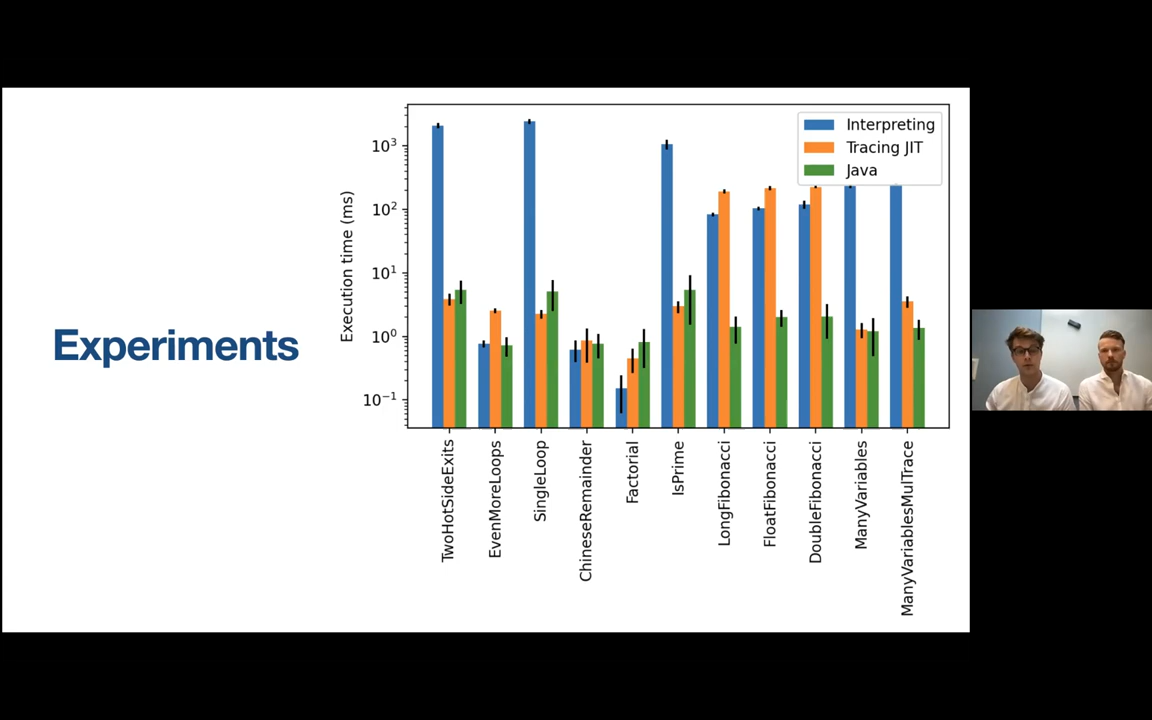 Experiments
Execution time (ms)
10³
10²
10¹
10⁰
10⁻¹
Interpreting
Tracing JIT
Java
TwoHotSideExits
EvenMoreLoops
SingleLoop
ChineseRemainder
Factorial
IsPrime
LongFibonacci
FloatFibonacci
DoubleFibonacci
ManyVariables
ManyVariablesMulTrace